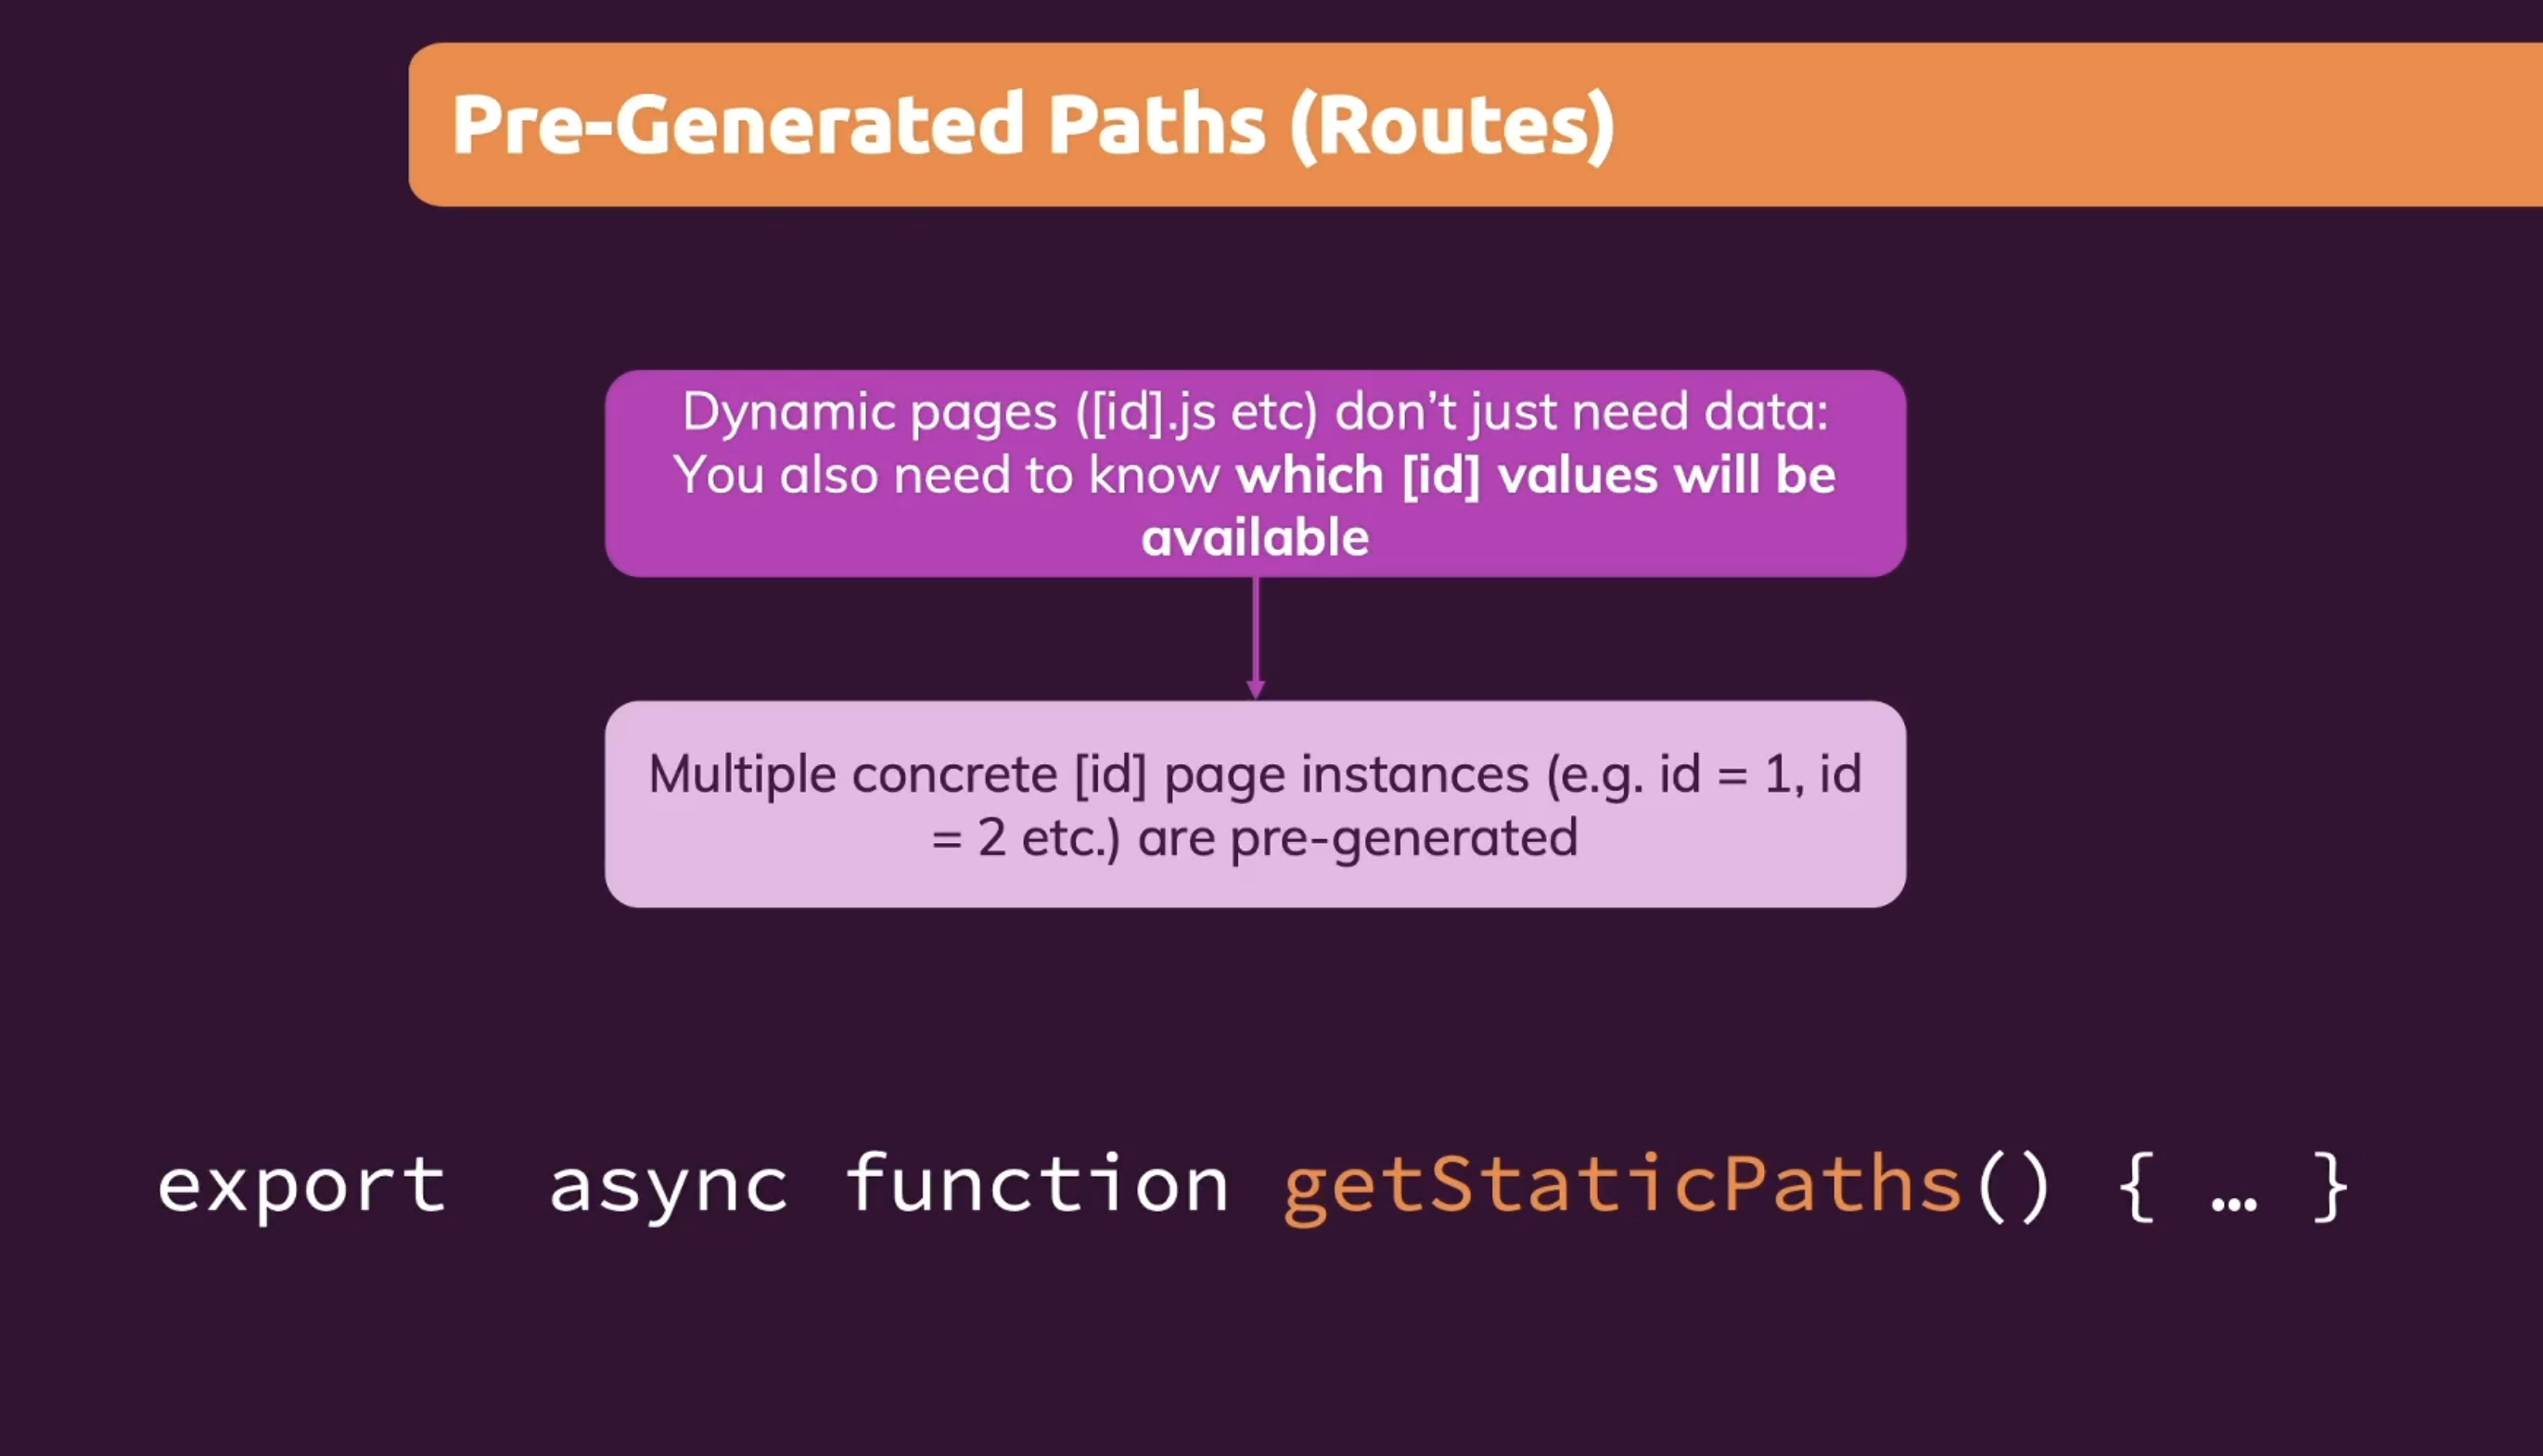 Pre-Generated Paths (Routes)
Dynamic pages ([id].js etc) don’t just need data:
You also need to know which [id] values will be
available
Multiple concrete [id] page instances (e.g. id = 1, id
= 2 etc.) are pre-generated
export  async function getStaticPaths() { … }